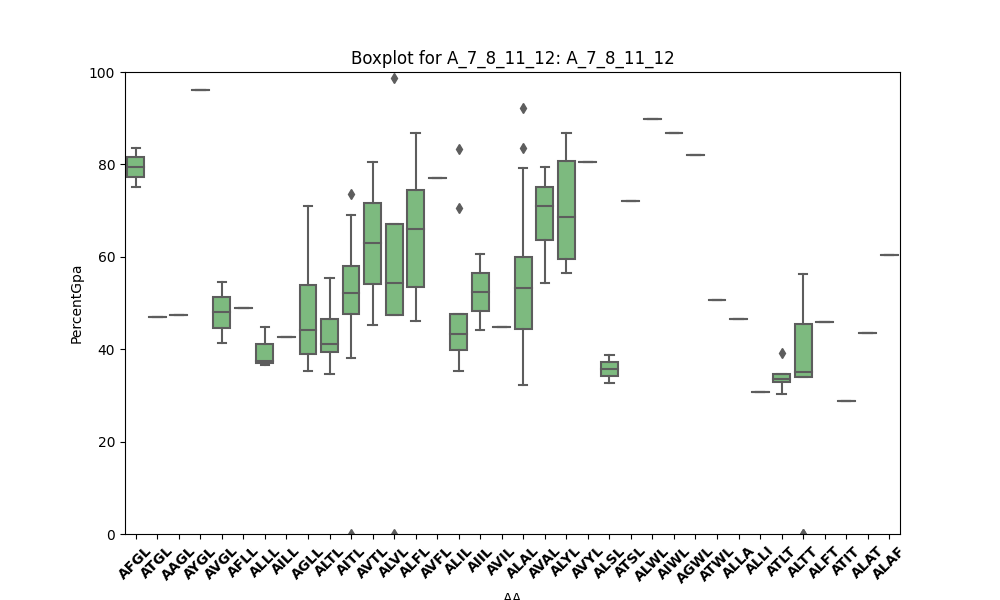 Boxplot for A_7_8_11_12: A_7_8_11_12
100
80
60
40
20
0
PercentGpa
AFGL
ATGL
AAGL
AYGL
AVGL
AFLL
ALLL
AILL
AGLL
ALTL
AITL
AVTL
ALVL
ALFL
AVFL
ALIL
AIIL
AVIL
ALAL
AVAL
ALYL
AVYL
ALSL
ATSL
ALWL
AIWL
AGWL
ATWL
ALLA
ALLI
ATLT
ALTT
ALFT
ATIT
ALAT
ALAF
AA